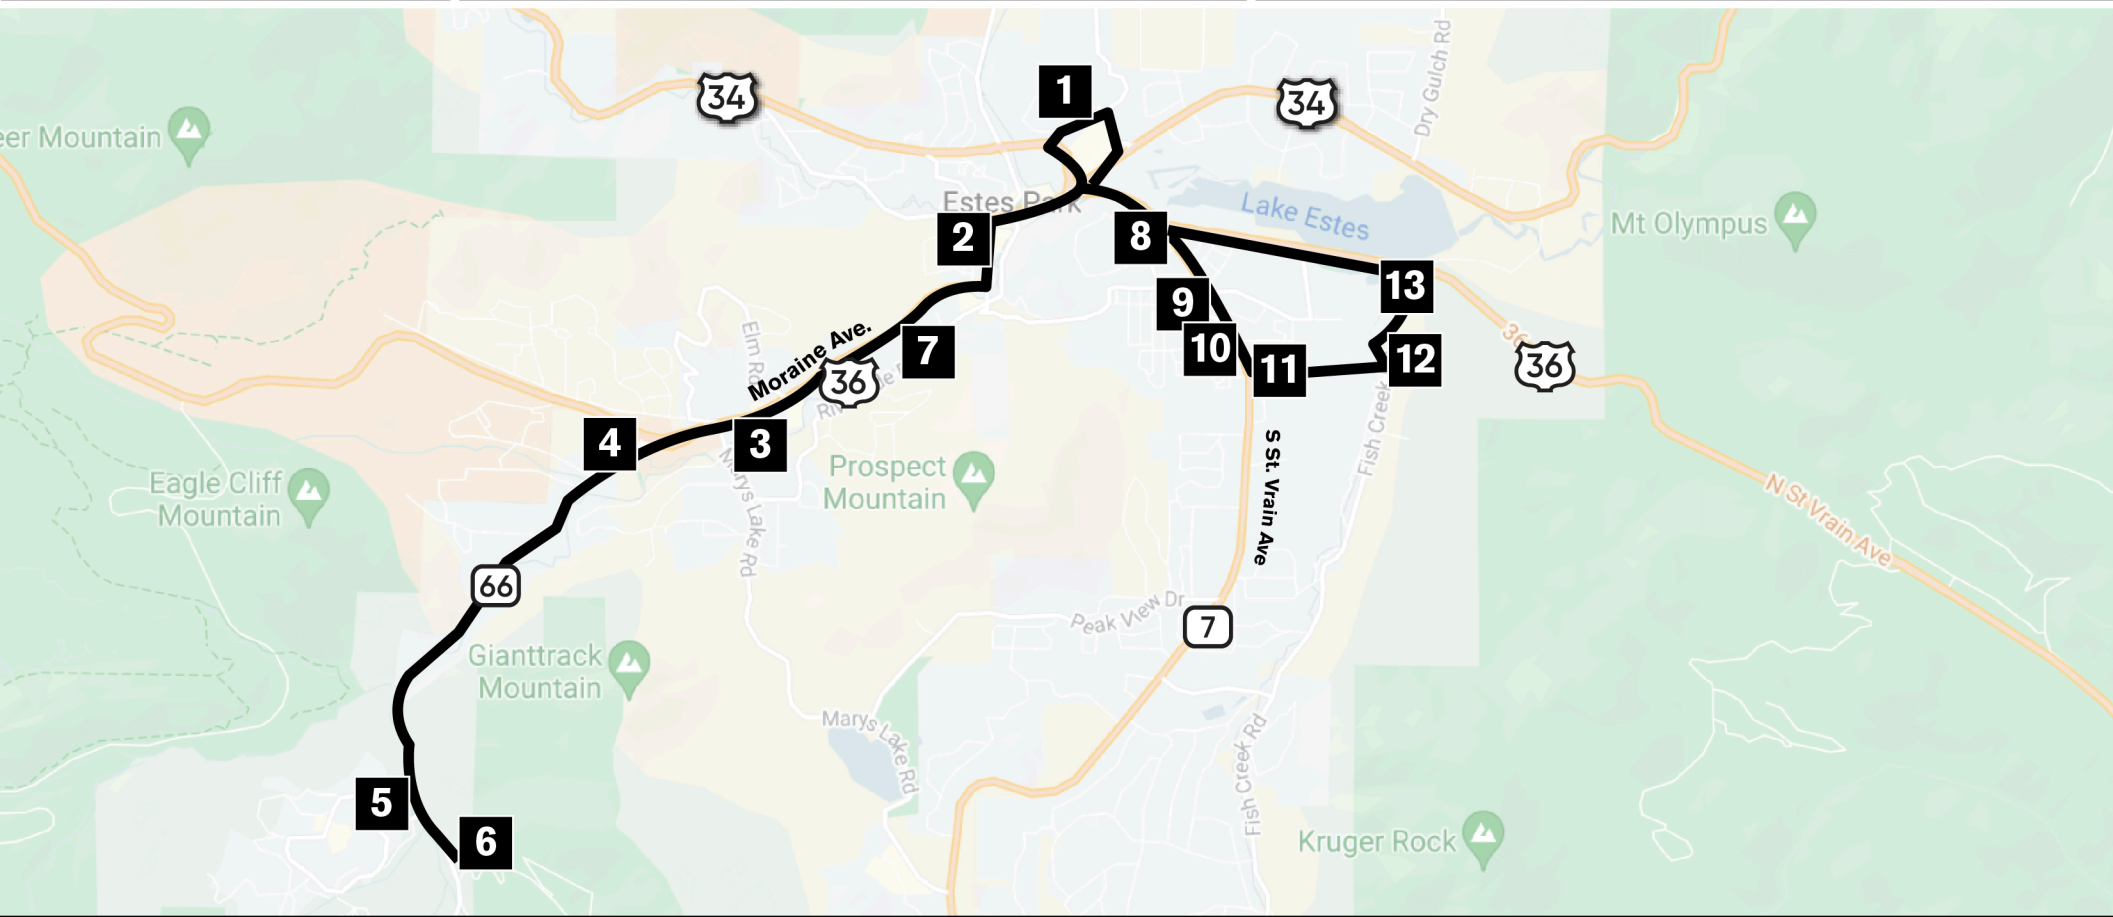 1
34
34
Dry Gulch Rd
eer Mountain
Estes Park
Lake Estes
Mt Olympus
2
8
13
9
36
Elm Rd
Moraine Ave.
7
10
11
12
36
36
4
3
Marys Lake Rd
Prospect
Mountain
S St. Vrain Ave
Fish Creek
Eagle Cliff
Mountain
N St Vrain Ave
66
Peak View Dr
7
Gianttrack
Mountain
Marys Lake Rd
Fish Creek Rd
5
6
Kruger Rock